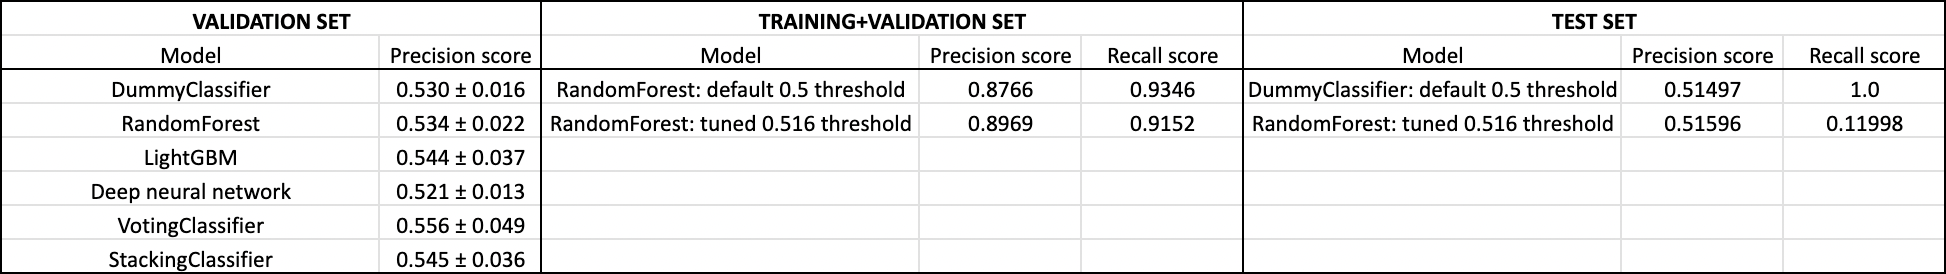 VALIDATION SET TRAINING+VALIDATION SET TEST SET
Model Precision score Model Precision score Recall score Model Precision score Recall score
DummyClassifier 0.530 ± 0.016 RandomForest: default 0.5 threshold 0.8766 0.9346 DummyClassifier: default 0.5 threshold 0.51497 1.0
RandomForest 0.534 ± 0.022 RandomForest: tuned 0.516 threshold 0.8969 0.9152 RandomForest: tuned 0.516 threshold 0.51596 0.11998
LightGBM 0.544 ± 0.037
Deep neural network 0.521 ± 0.013
VotingClassifier 0.556 ± 0.049
StackingClassifier 0.545 ± 0.036